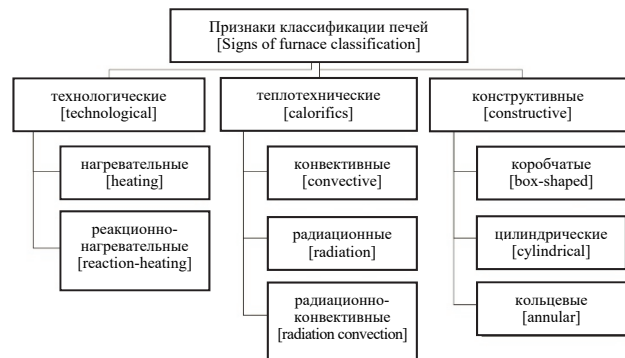 Признаки классификации печей
[Signs of furnace classification]
технологические
[technological]
нагревательные
[heating]
реакционно-
нагревательные
[reaction-heating]
теплотехнические
[calorifics]
конвективные
[convective]
радиационные
[radiation]
радиационно-
конвективные
[radiation convection]
конструктивные
[constructive]
коробчатые
[box-shaped]
цилиндрические
[cylindrical]
кольцевые
[annular]